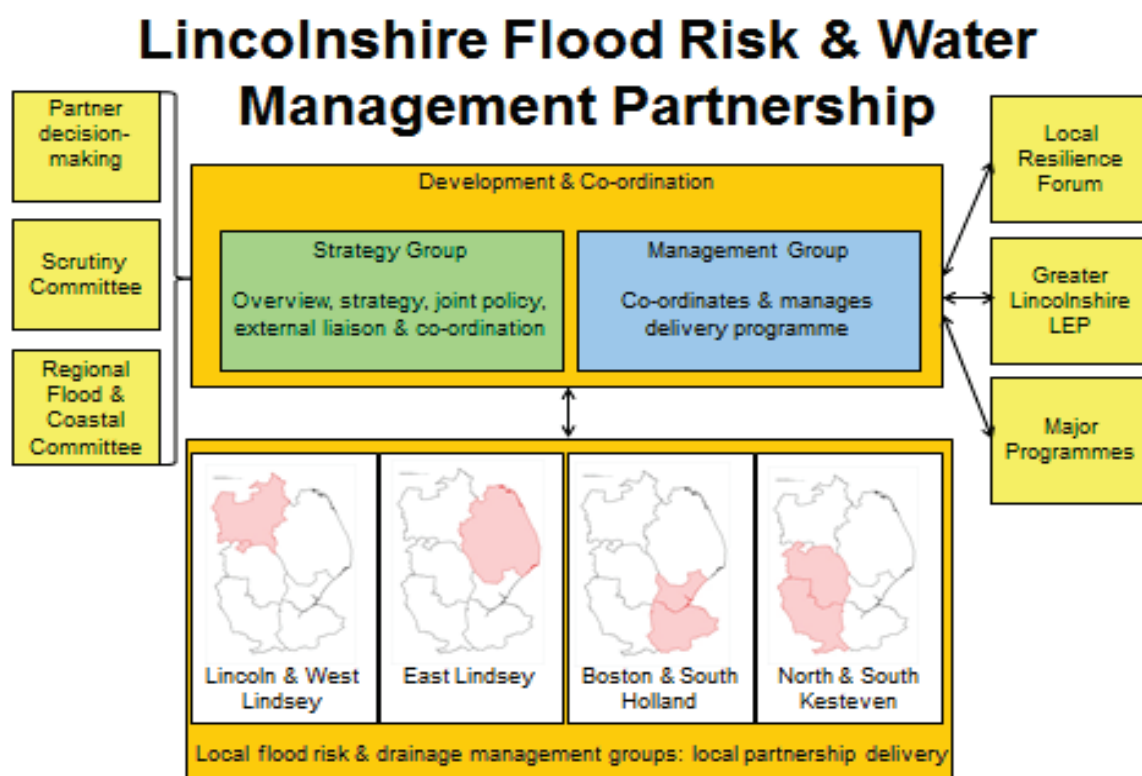 Lincolnshire Flood Risk & Water
Management Partnership
Partner
decision-
making
Scrutiny
Committee
Regional
Flood &
Coastal
Committee
Development & Co-ordination
Strategy Group
Overview, strategy, joint policy,
external liaison & co-ordination
Management Group
Co-ordinates & manages
delivery programme
Local
Resilience
Forum
Greater
Lincolnshire
LEP
Major
Programmes
Lincoln & West
Lindsey
East Lindsey
Boston & South
Holland
North & South
Kesteven
Local flood risk & drainage management groups: local partnership delivery